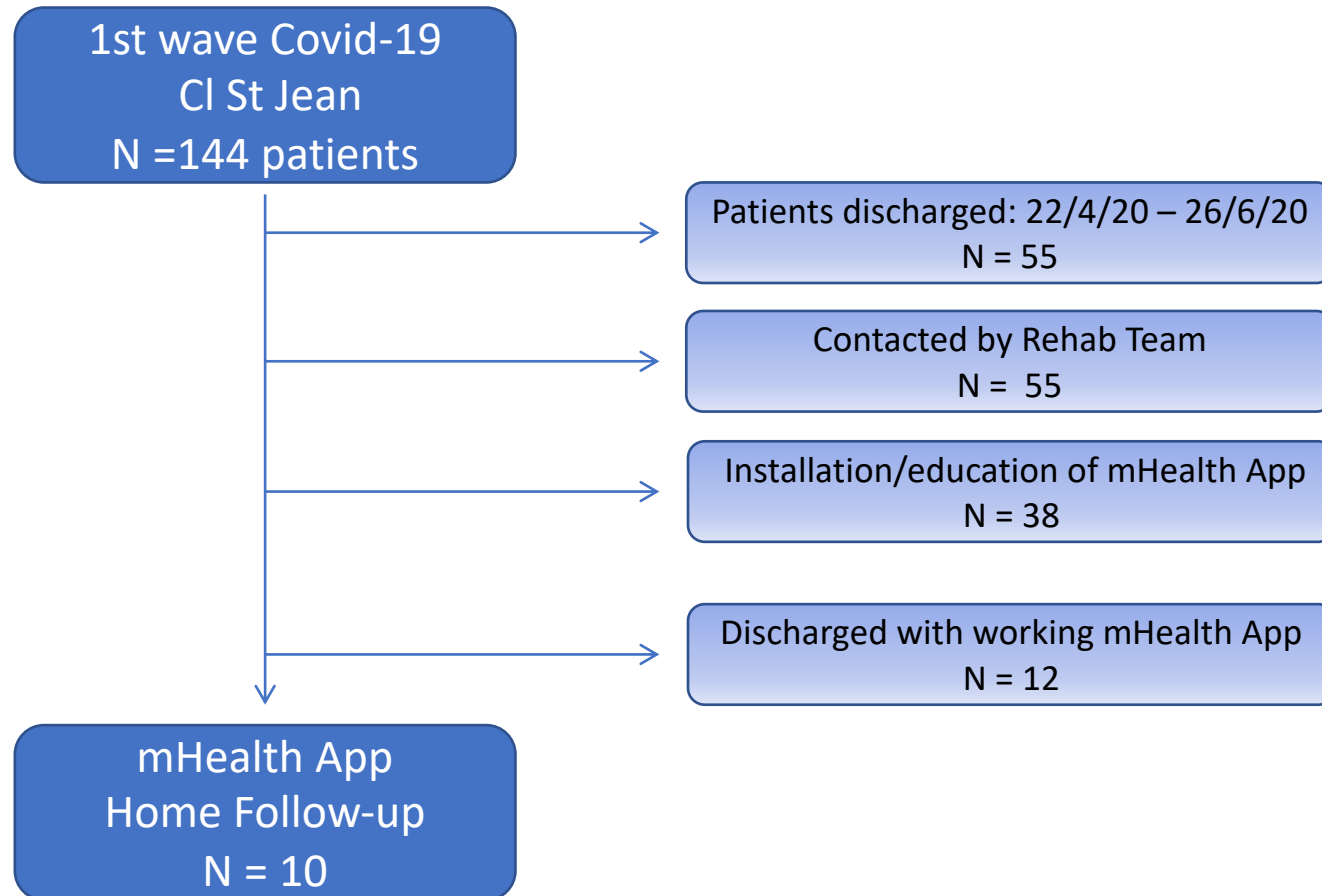 1st wave Covid-19
Cl St Jean
N =144 patients
Patients discharged: 22/4/20 – 26/6/20
N = 55
Contacted by Rehab Team
N =  55
Installation/education of mHealth App
N = 38
Discharged with working mHealth App
N = 12
mHealth App
Home Follow-up
N = 10